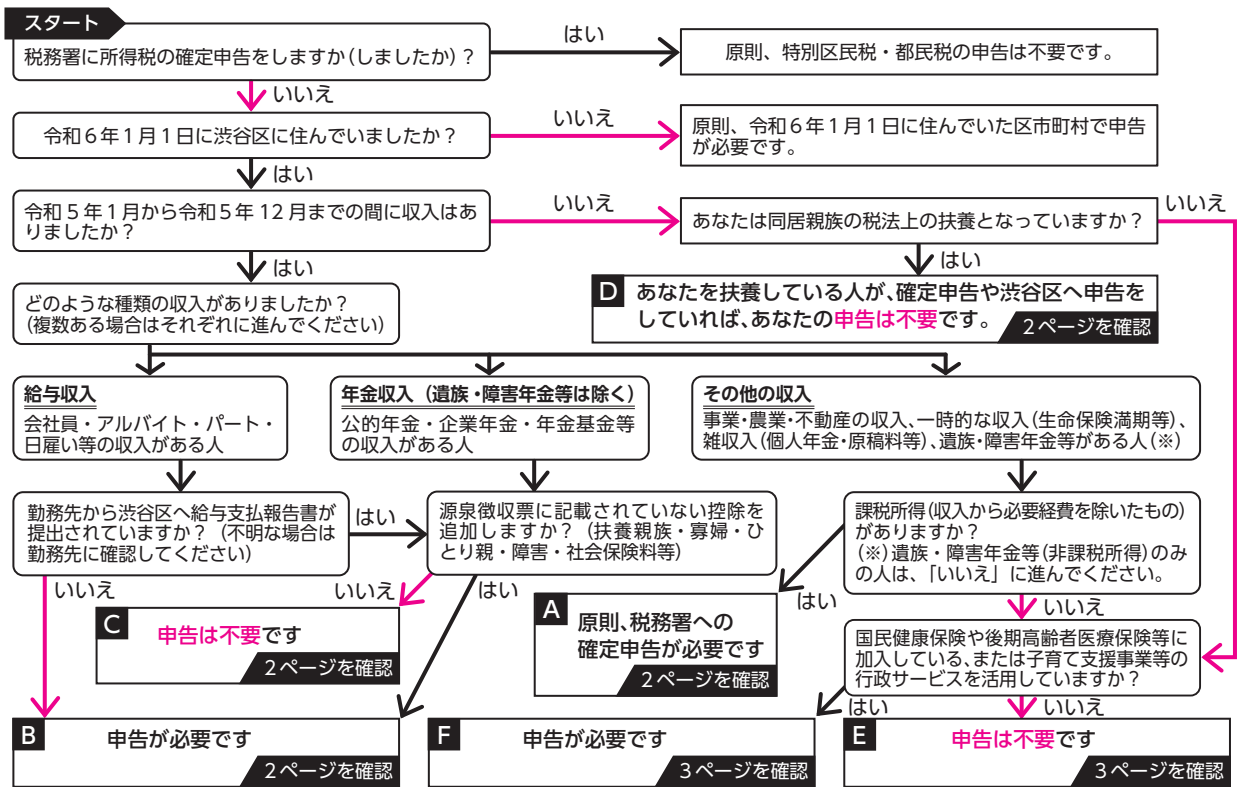 スタート
税務署に所得税の確定申告をしますか(しましたか)？
はい
原則、特別区民税・都民税の申告は不要です。
いいえ
令和６年１月１日に渋谷区に住んでいましたか？
いいえ
原則、令和６年１月１日に住んでいた区市町村で申告
が必要です。
はい
令和５年１月から令和５年12月までの間に収入はあ
りましたか？
いいえ
あなたは同居親族の税法上の扶養となっていますか？
いいえ
はい
はい
どのような種類の収入がありましたか？
(複数ある場合はそれぞれに進んでください)
D あなたを扶養している人が、確定申告や渋谷区へ申告を
していれば、あなたの申告は不要です。
２ページを確認
給与収入
会社員・アルバイト・パート・
日雇い等の収入がある人
年金収入（遺族・障害年金等は除く）
公的年金・企業年金・年金基金等
の収入がある人
その他の収入
事業・農業・不動産の収入、一時的な収入(生命保険満期等)、
雑収入(個人年金・原稿料等)、遺族・障害年金等がある人(※)
勤務先から渋谷区へ給与支払報告書が
提出されていますか？（不明な場合は
勤務先に確認してください）
はい
源泉徴収票に記載されていない控除を
追加しますか？（扶養親族・寡婦・ひ
とり親・障害・社会保険料等）
課税所得(収入から必要経費を除いたもの)
がありますか？
(※)遺族・障害年金等(非課税所得)のみ
の人は、「いいえ」に進んでください。
いいえ
いいえ
はい
はい
いいえ
C 申告は不要です
２ページを確認
A 原則、税務署への
確定申告が必要です
２ページを確認
国民健康保険や後期高齢者医療保険等に
加入している、または子育て支援事業等の
行政サービスを活用していますか？
はい
いいえ
B 申告が必要です
２ページを確認
F 申告が必要です
３ページを確認
E 申告は不要です
３ページを確認